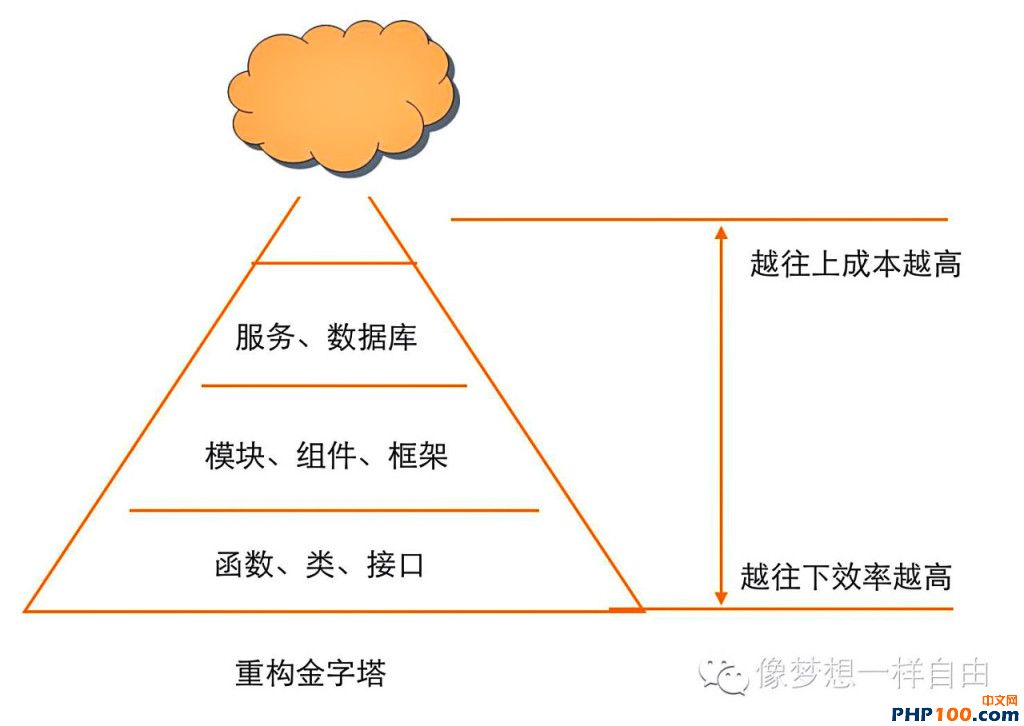 越往上成本越高
服务、数据库
模块、组件、框架
函数、类、接口
越往下效率越高
重构金字塔
像梦想一样自由
中文网
PHP100.com